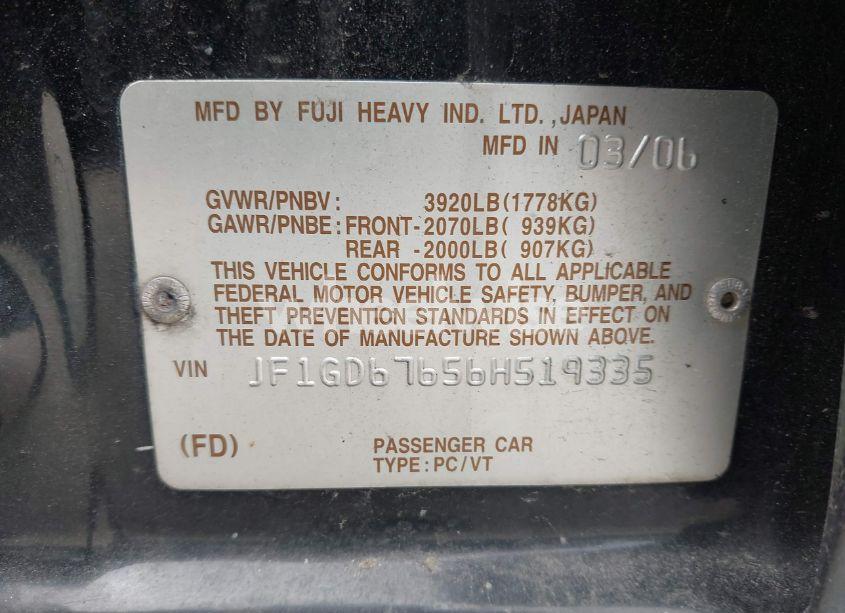 MFD BY FUJI HEAVY IND. LTD.,JAPAN
MFD IN 03/06
GVWR/PNBV: 3920LB(1778KG)
GAWR/PNBE: FRONT-2070LB( 939KG)
REAR -2000LB( 907KG)
THIS VEHICLE CONFORMS TO ALL APPLICABLE
FEDERAL MOTOR VEHICLE SAFETY, BUMPER, AND
THEFT PREVENTION STANDARDS IN EFFECT ON
THE DATE OF MANUFACTURE SHOWN ABOVE.
VIN JF1GD67656H519335
(FD) PASSENGER CAR
TYPE:PC/VT